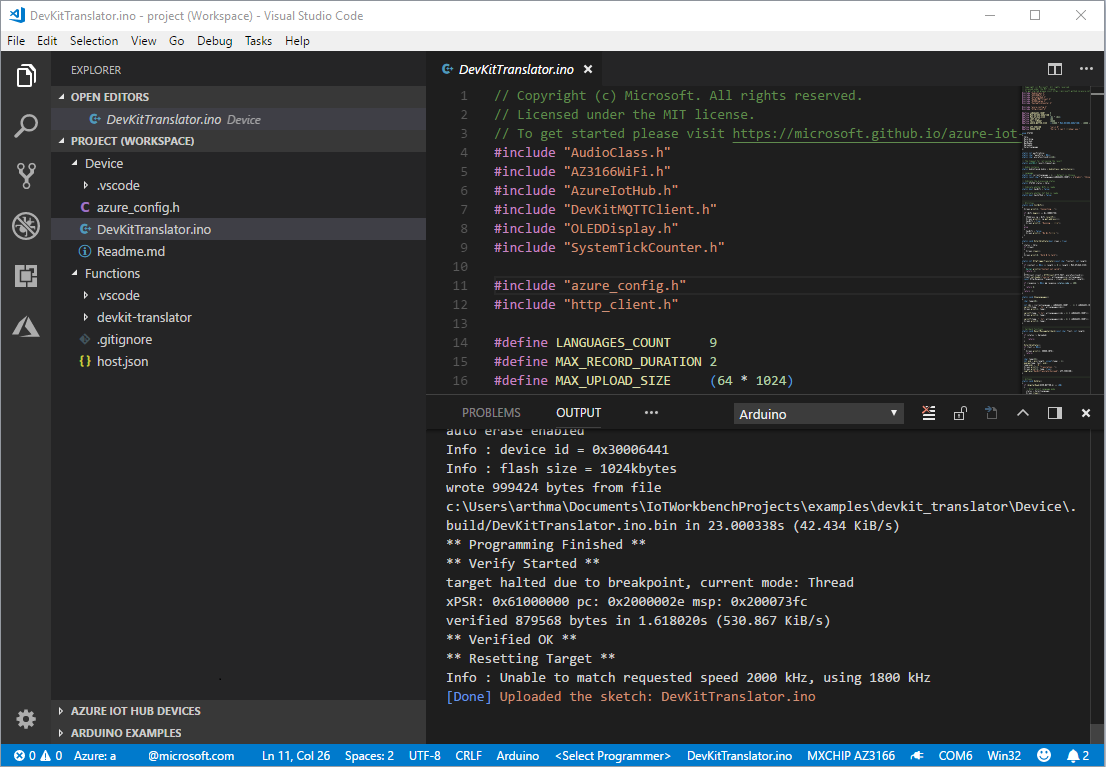 DevKitTranslator.ino - project (Workspace) - Visual Studio Code
File Edit Selection View Go Debug Tasks Help
EXPLORER
OPEN EDITORS
DevKitTranslator.ino Device
PROJECT (WORKSPACE)
Device
.vscode
azure_config.h
DevKitTranslator.ino
Readme.md
Functions
.vscode
devkit-translator
.gitignore
host.json
AZURE IOT HUB DEVICES
ARDUINO EXAMPLES
DevKitTranslator.ino
1 // Copyright (c) Microsoft. All rights reserved.
2 // Licensed under the MIT license.
3 // To get started please visit https://microsoft.github.io/azure-iot-
4 #include "AudioClass.h"
5 #include "AZ3166WiFi.h"
6 #include "AzureIotHub.h"
7 #include "DevKitMQTTClient.h"
8 #include "OLEDDisplay.h"
9 #include "SystemTickCounter.h"
10
11 #include "azure_config.h"
12 #include "http_client.h"
13
14 #define LANGUAGES_COUNT 9
15 #define MAX_RECORD_DURATION 2
16 #define MAX_UPLOAD_SIZE (64 * 1024)
PROBLEMS OUTPUT ··· Arduino
auto erase enabled
Info : device id = 0x30006441
Info : flash size = 1024kbytes
wrote 999424 bytes from file
c:\Users\arthma\Documents\IoTWorkbenchProjects\examples\devkit_translator\Device\.
build/DevKitTranslator.ino.bin in 23.000338s (42.434 KiB/s)
** Programming Finished **
** Verify Started **
target halted due to breakpoint, current mode: Thread
xPSR: 0x61000000 pc: 0x2000002e msp: 0x200073fc
verified 879568 bytes in 1.618020s (530.867 KiB/s)
** Verified OK **
** Resetting Target **
Info : Unable to match requested speed 2000 kHz, using 1800 kHz
[Done] Uploaded the sketch: DevKitTranslator.ino
0 0 Azure: a @microsoft.com Ln 11, Col 26 Spaces: 2 UTF-8 CRLF Arduino <Select Programmer> DevKitTranslator.ino MXCHIP AZ3166 COM6 Win32 2